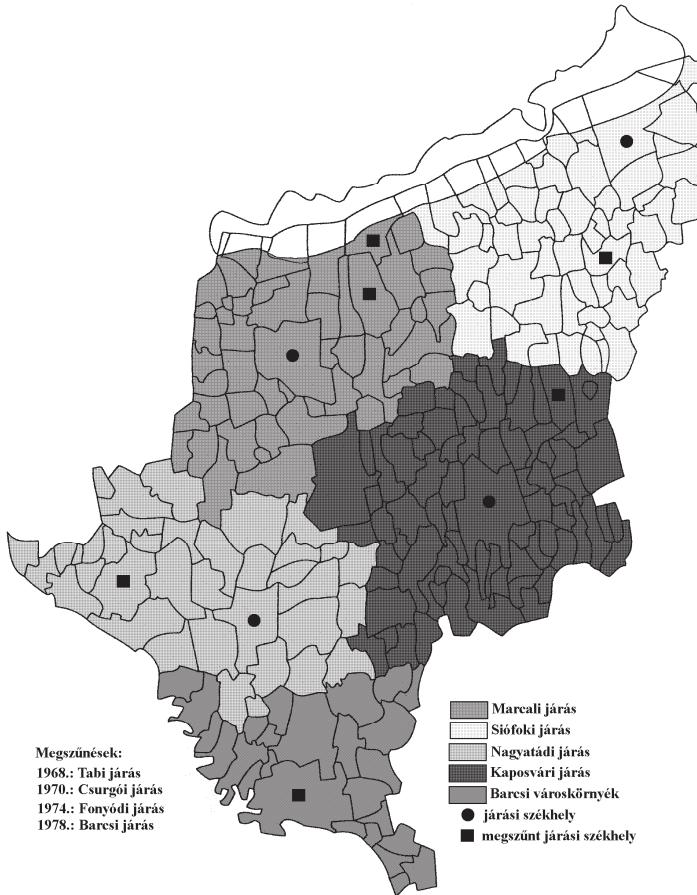 Marcali járás
Siófoki járás
Nagyatádi járás
Kaposvári járás
Barcsi városkörnyék
járási székhely
megszűnt járási székhely
Megszűnések:
1968.: Tabi járás
1970.: Csurgói járás
1974.: Fonyódi járás
1978.: Barcsi járás